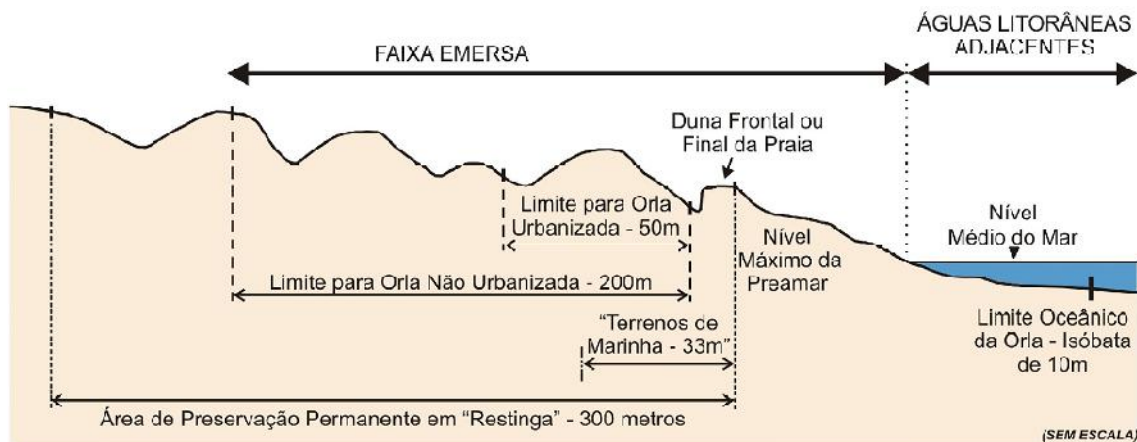 ÁGUAS LITORÂNEAS
ADJACENTES
FAIXA EMERSA
Duna Frontal ou
Final da Praia
Limite para Orla
Urbanizada - 50m
Nível
Máximo da
Preamar
Nível
Médio do Mar
Limite para Orla Não Urbanizada - 200m
"Terrenos de
Marinha - 33m"
Limite Oceânico
da Orla - Isóbata
de 10m
Área de Preservação Permanente em "Restinga" - 300 metros
(SEM ESCALA)